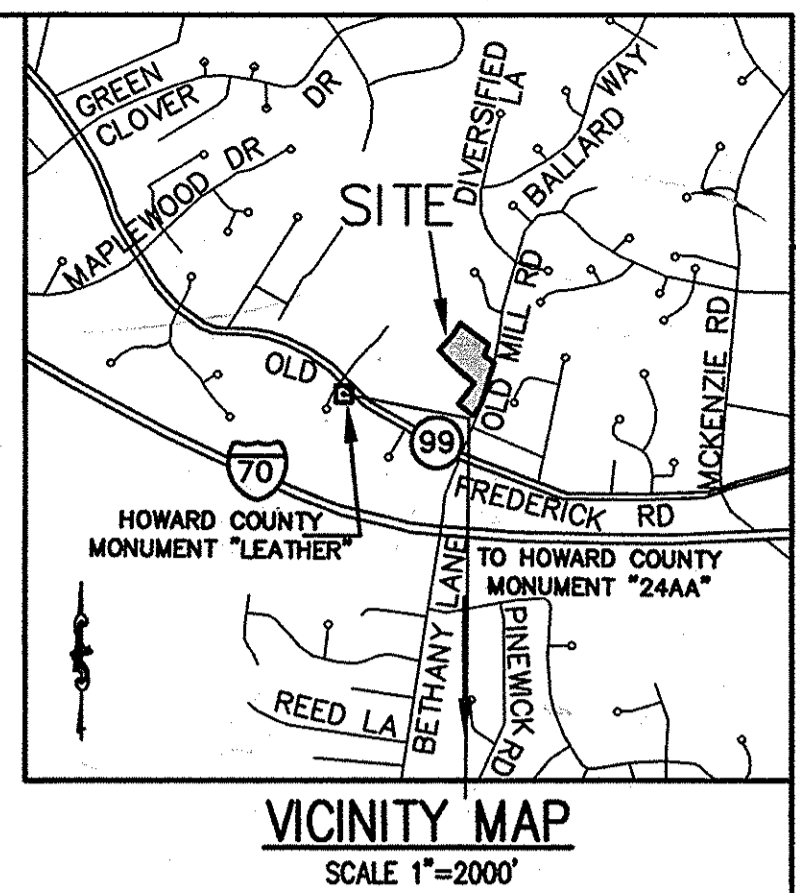 GREEN
CLOVER DR
MAPLEWOOD DR
DIVERSIFIED
LA
BALLARD WAY
SITE
OLD MILL RD
MCKENZIE RD
OLD
99
FREDERICK RD
70
HOWARD COUNTY
MONUMENT "LEATHER"
TO HOWARD COUNTY
MONUMENT "24AA"
BETHANY LANE
PINEWICK RD
REED LA
VICINITY MAP
SCALE 1"=2000'